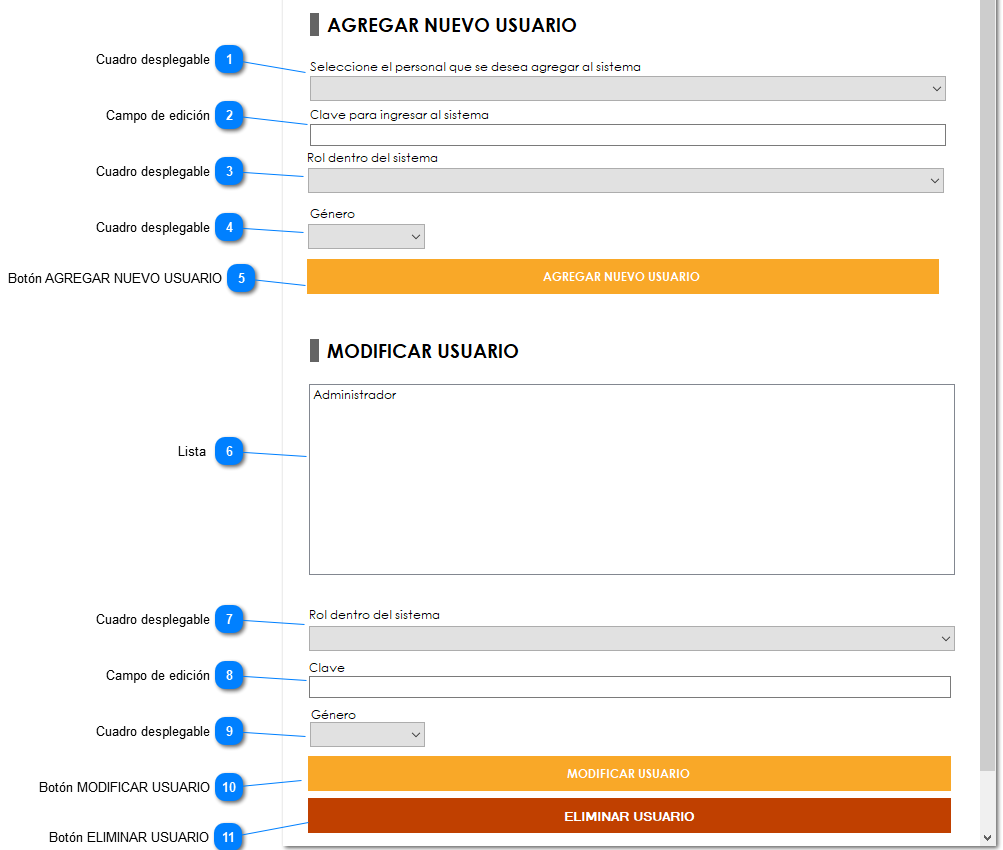 AGREGAR NUEVO USUARIO
Cuadro desplegable 1
Seleccione el personal que se desea agregar al sistema
Campo de edición 2
Clave para ingresar al sistema
Cuadro desplegable 3
Rol dentro del sistema
Cuadro desplegable 4
Género
Botón AGREGAR NUEVO USUARIO 5
AGREGAR NUEVO USUARIO
MODIFICAR USUARIO
Administrador
Lista 6
Cuadro desplegable 7
Rol dentro del sistema
Campo de edición 8
Clave
Cuadro desplegable 9
Género
Botón MODIFICAR USUARIO 10
MODIFICAR USUARIO
Botón ELIMINAR USUARIO 11
ELIMINAR USUARIO